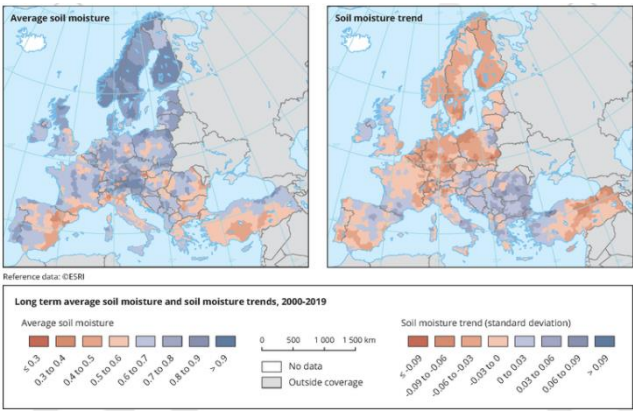 Average soil moisture
Soil moisture trend
Reference data: ©ESRI
Long term average soil moisture and soil moisture trends, 2000-2019
Average soil moisture
≤ 0.3
0.3 to 0.4
0.4 to 0.5
0.5 to 0.6
0.6 to 0.7
0.7 to 0.8
0.8 to 0.9
> 0.9
0 500 1 000 1 500 km
No data
Outside coverage
Soil moisture trend (standard deviation)
≤ -0.09
-0.09 to -0.06
-0.06 to -0.03
-0.03 to 0
0 to 0.03
0.03 to 0.06
0.06 to 0.09
> 0.09